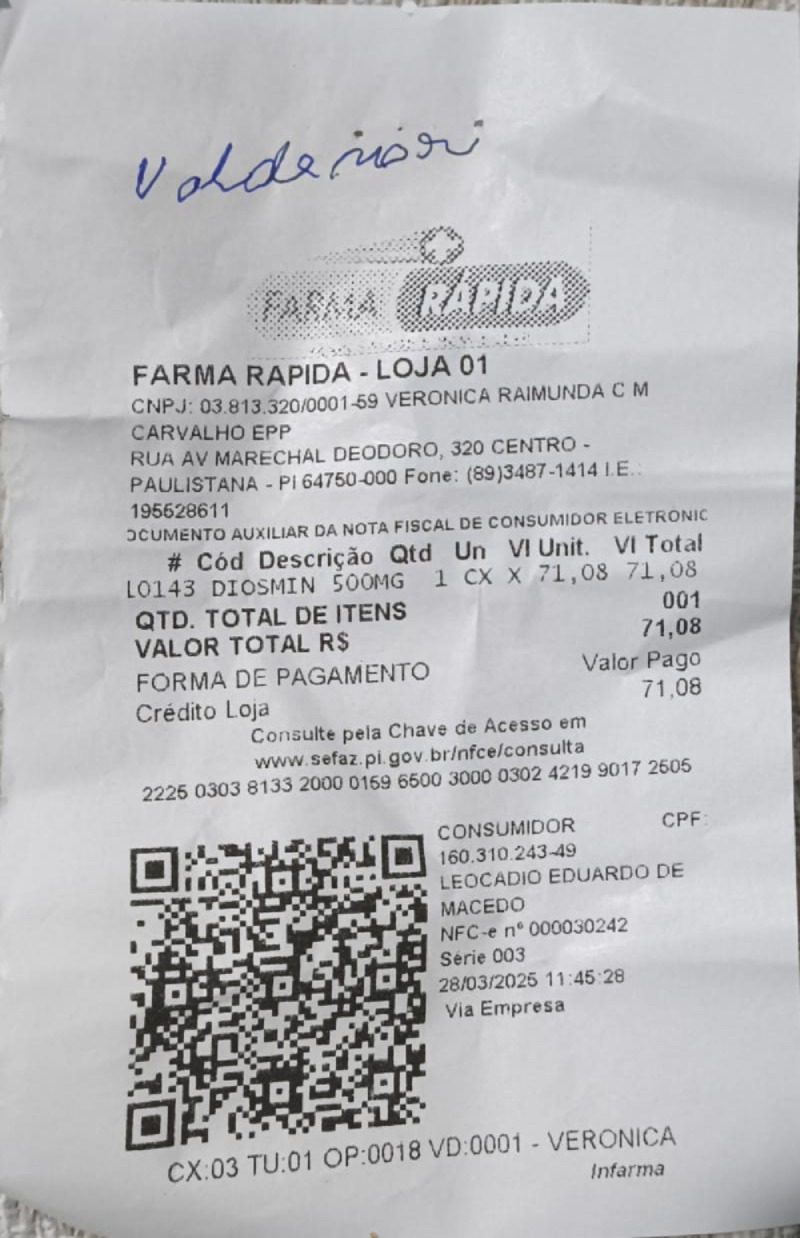 FARMA RÁPIDA
FARMA RAPIDA - LOJA 01
CNPJ: 03.813.320/0001-59 VERONICA RAIMUNDA C M
CARVALHO EPP
RUA AV MARECHAL DEODORO, 320 CENTRO -
PAULISTANA - PI 64750-000 Fone: (89)3487-1414 I.E.:
195528611
OCUMENTO AUXILIAR DA NOTA FISCAL DE CONSUMIDOR ELETRONIC
# Cód Descrição Qtd Un Vl Unit. Vl Total
10143 DIOSMIN 500MG 1 CX X 71,08 71,08
QTD. TOTAL DE ITENS 001
VALOR TOTAL R$ 71,08
FORMA DE PAGAMENTO Valor Pago
Crédito Loja 71,08
Consulte pela Chave de Acesso em
www.sefaz.pi.gov.br/nfce/consulta
2225 0303 8133 2000 0159 6500 3000 0302 4219 9017 2505
CONSUMIDOR CPF:
160.310.243-49
LEOCADIO EDUARDO DE
MACEDO
NFC-e nº 000030242
Série 003
28/03/2025 11:45:28
Via Empresa
CX:03 TU:01 OP:0018 VD:0001 - VERONICA
Infarma